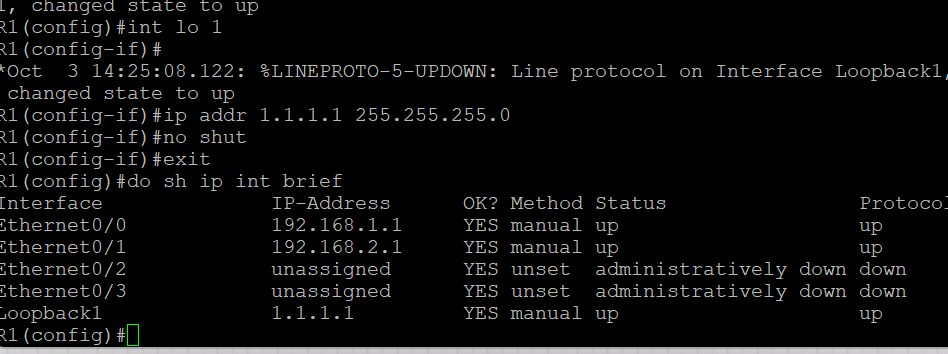 1, changed state to up
R1(config)#int lo 1
R1(config-if)#
*Oct  3 14:25:08.122: %LINEPROTO-5-UPDOWN: Line protocol on Interface Loopback1,
 changed state to up
R1(config-if)#ip addr 1.1.1.1 255.255.255.0
R1(config-if)#no shut
R1(config-if)#exit
R1(config)#do sh ip int brief
Interface              IP-Address      OK? Method Status                Protocol
Ethernet0/0            192.168.1.1     YES manual up                    up
Ethernet0/1            192.168.2.1     YES manual up                    up
Ethernet0/2            unassigned      YES unset  administratively down down
Ethernet0/3            unassigned      YES unset  administratively down down
Loopback1              1.1.1.1         YES manual up                    up
R1(config)#